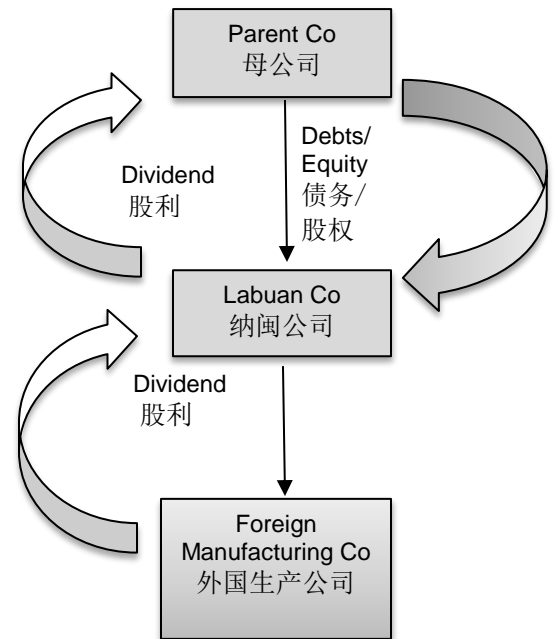 Parent Co
母公司
Debts/
Equity
债务/
股权
Dividend
股利
Labuan Co
纳闽公司
Dividend
股利
Foreign
Manufacturing Co
外国生产公司